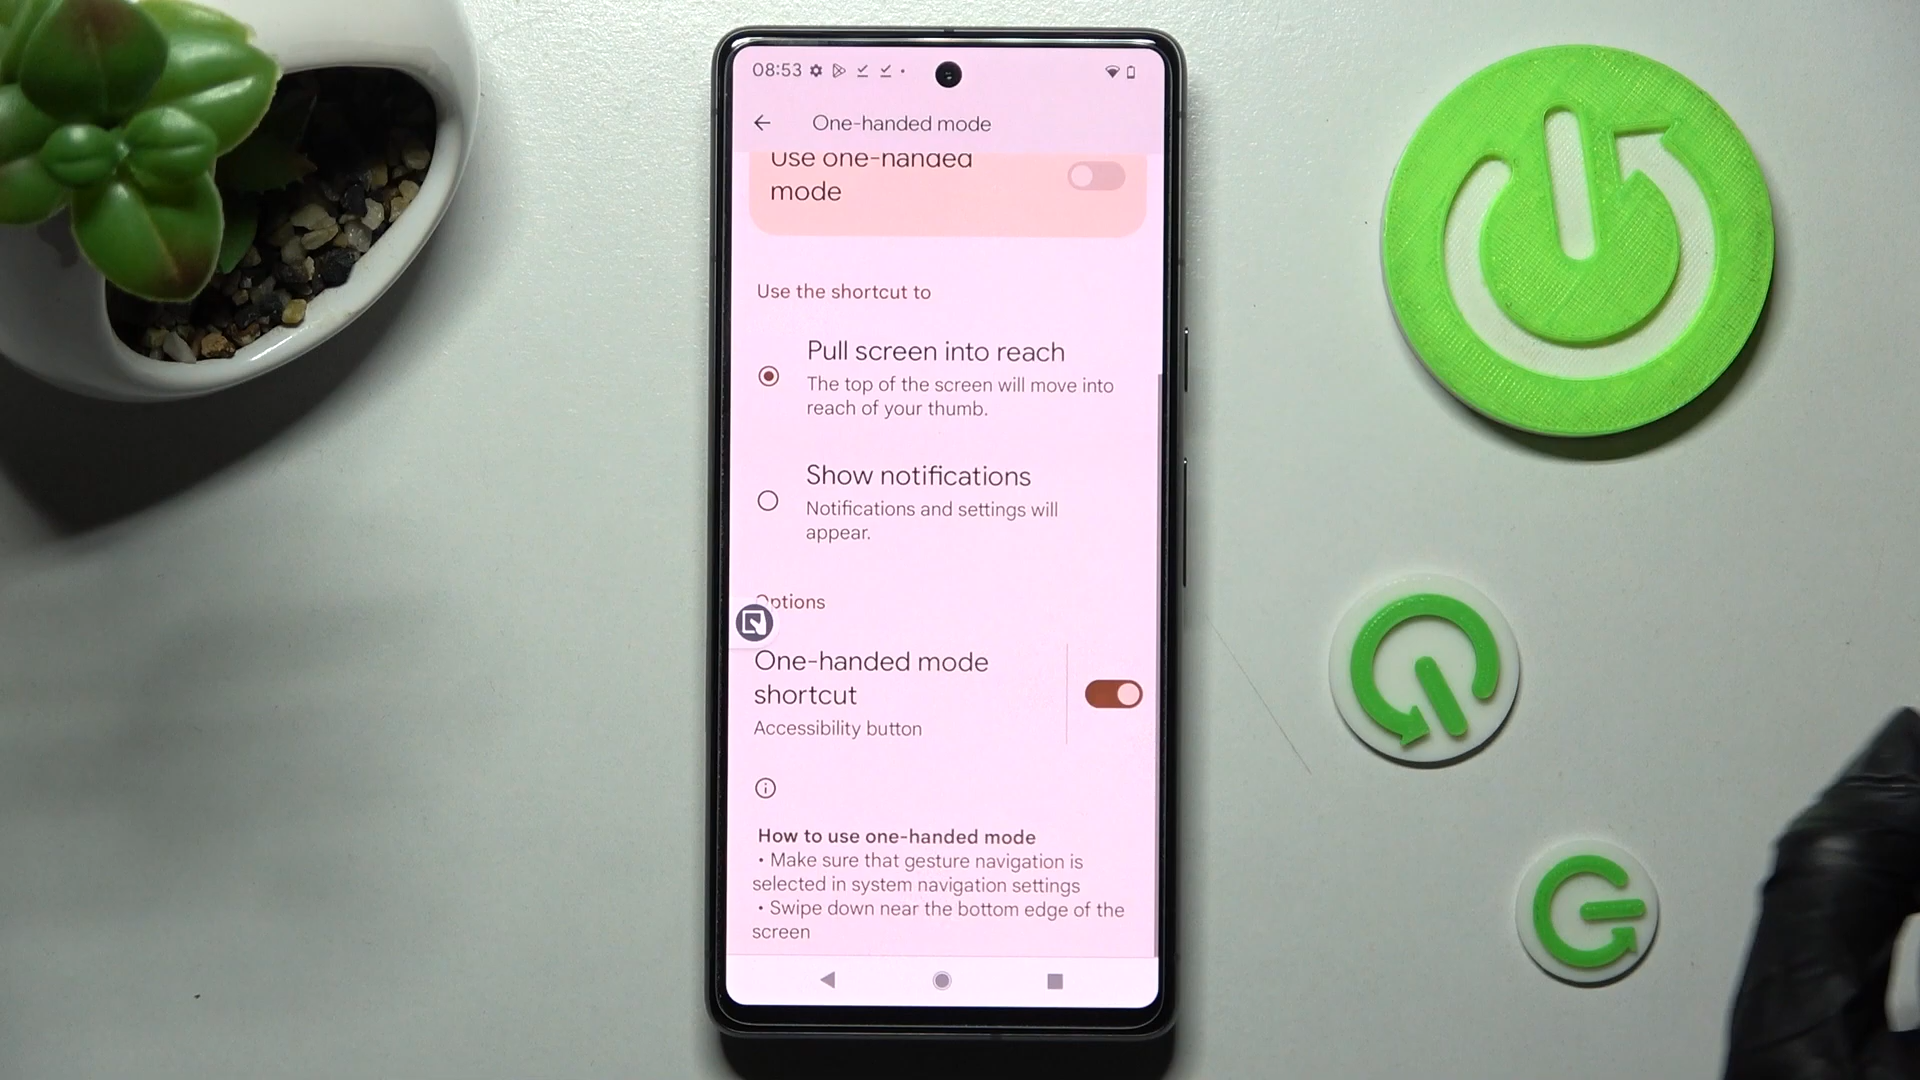 08:53
One-handed mode
Use one-handed
mode
Use the shortcut to
Pull screen into reach
The top of the screen will move into
reach of your thumb.
Show notifications
Notifications and settings will
appear.
Options
One-handed mode
shortcut
Accessibility button
How to use one-handed mode
• Make sure that gesture navigation is
selected in system navigation settings
• Swipe down near the bottom edge of the
screen